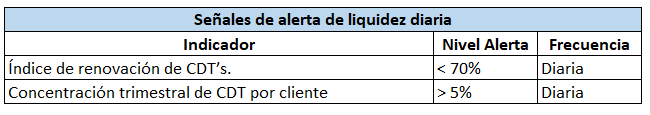 Señales de alerta de liquidez diaria
Indicador Nivel Alerta Frecuencia
Índice de renovación de CDT’s. < 70% Diaria
Concentración trimestral de CDT por cliente > 5% Diaria